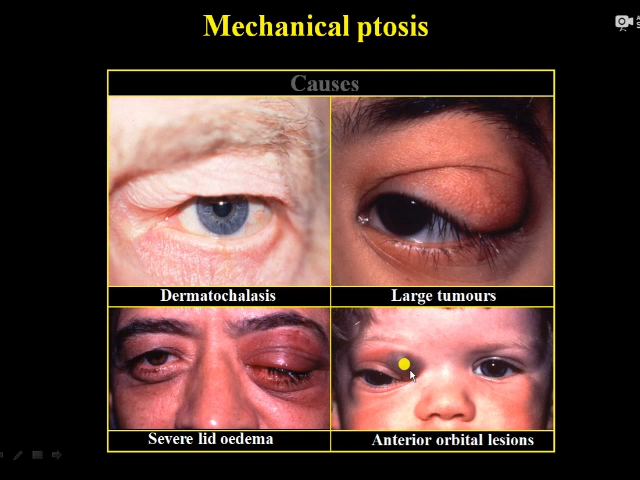 Mechanical ptosis
Causes
Dermatochalasis
Large tumours
Severe lid oedema
Anterior orbital lesions